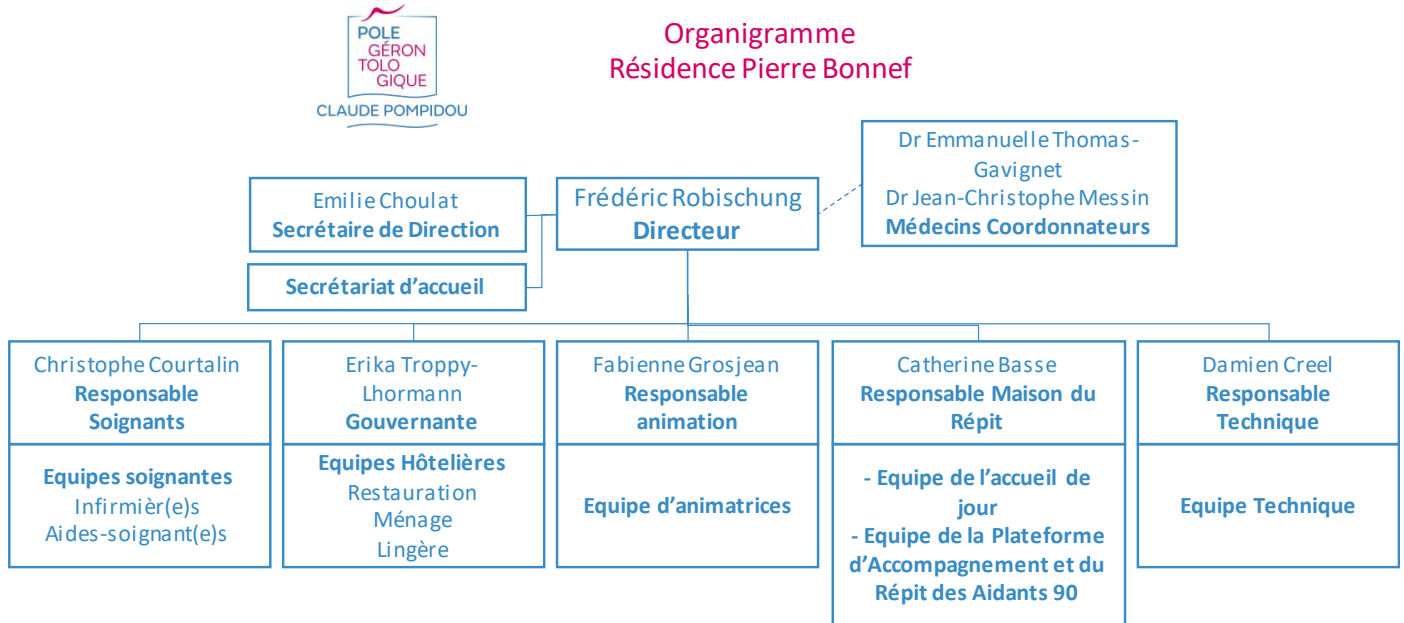 POLE
GÉRON
TOLO
GIQUE
CLAUDE POMPIDOU
Organigramme
Résidence Pierre Bonnef
Dr Emmanuelle Thomas-
Gavignet
Dr Jean-Christophe Messin
Médecins Coordonnateurs
Emilie Choulat
Secrétaire de Direction
Frédéric Robischung
Directeur
Secrétariat d'accueil
Christophe Courtalin
Responsable
Soignants
Erika Troppy-
Lhormann
Gouvernante
Fabienne Grosjean
Responsable
animation
Catherine Basse
Responsable Maison du
Répit
Damien Creel
Responsable
Technique
Equipes soignantes
Infirmièr(e)s
Aides-soignant(e)s
Equipes Hôtelières
Restauration
Ménage
Lingère
Equipe d'animatrices
- Equipe de l'accueil de
jour
- Equipe de la Plateforme
d'Accompagnement et du
Répit des Aidants 90
Equipe Technique